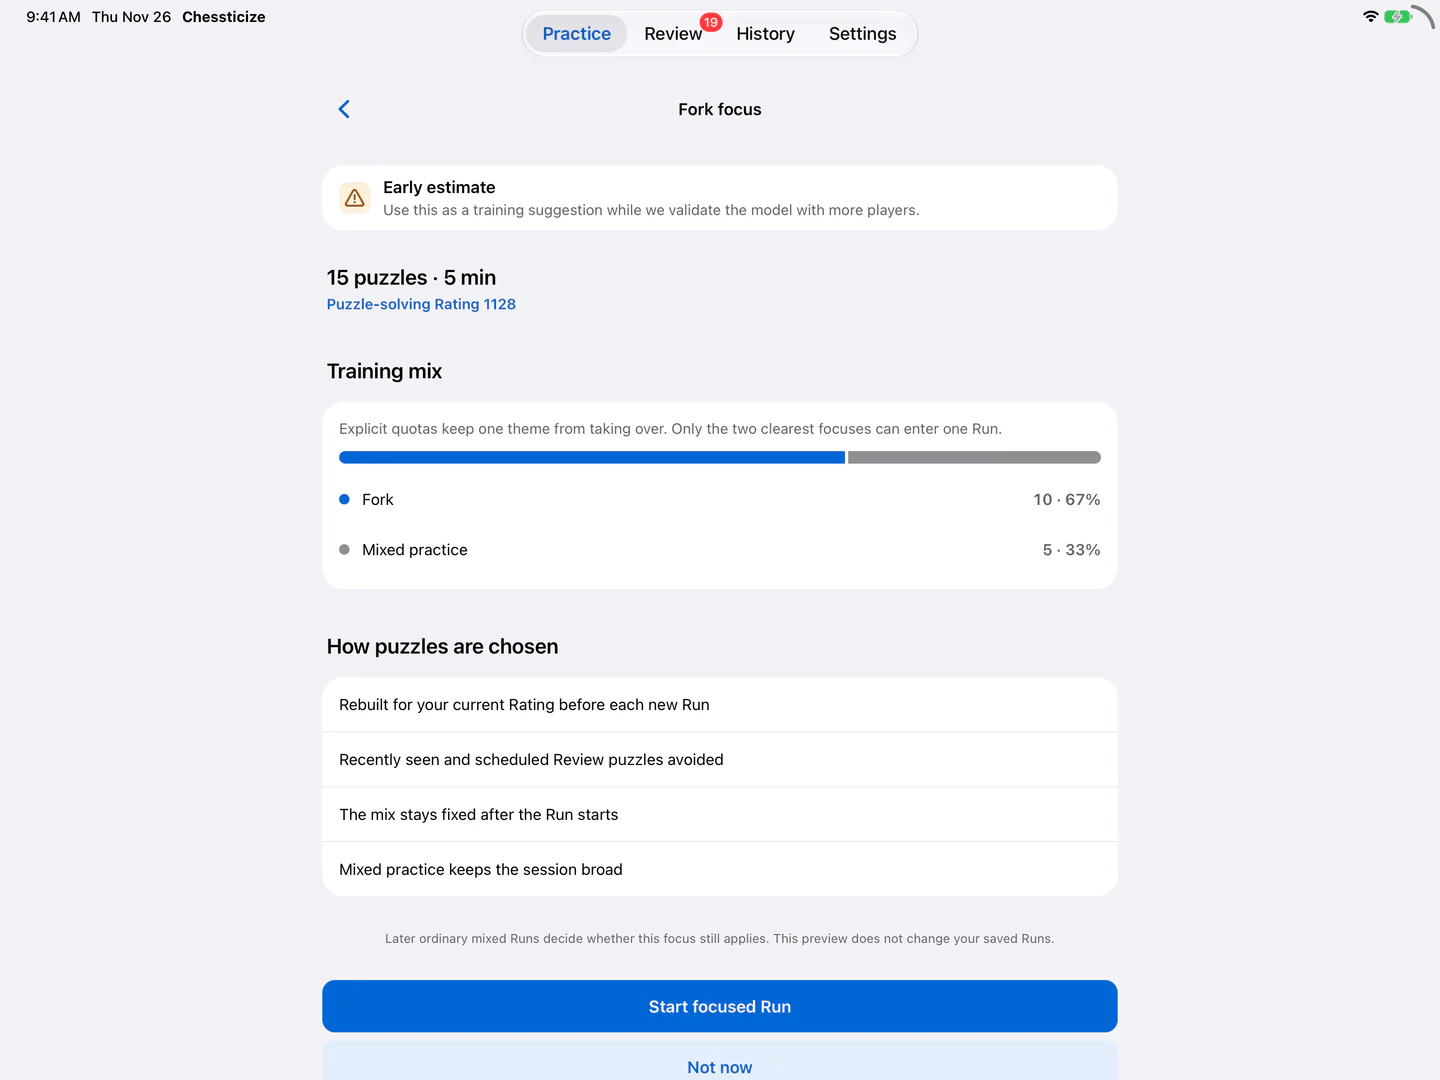 9:41 AM Thu Nov 26 Chessticize
Practice Review 19 History Settings
Fork focus
Early estimate
Use this as a training suggestion while we validate the model with more players.
15 puzzles · 5 min
Puzzle-solving Rating 1128
Training mix
Explicit quotas keep one theme from taking over. Only the two clearest focuses can enter one Run.
Fork 10 · 67%
Mixed practice 5 · 33%
How puzzles are chosen
Rebuilt for your current Rating before each new Run
Recently seen and scheduled Review puzzles avoided
The mix stays fixed after the Run starts
Mixed practice keeps the session broad
Later ordinary mixed Runs decide whether this focus still applies. This preview does not change your saved Runs.
Start focused Run
Not now